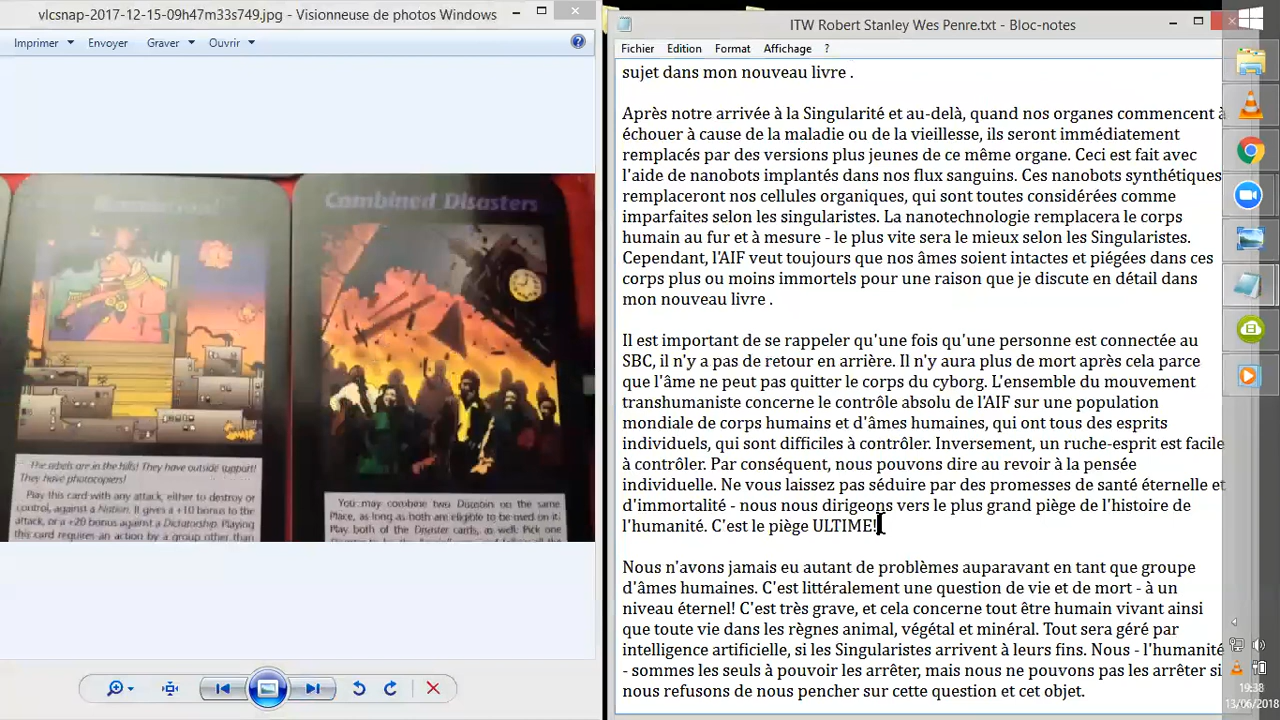 vlcsnap-2017-12-15-09h47m33s749.jpg - Visionneuse de photos Windows
Imprimer
Envoyer
Graver
Ouvrir
?
Combined Disasters
The rebels are in the hills! They have outside support!
They have photocopiers!
Play this card with any attack, either to destroy or
control, against a Nation. It gives a +10 bonus to the
attack, or a +20 bonus against a Dictatorship. Playing
this card requires an action by a group other than
You may combine two Disasters on the same
Place, as long as both are eligible to be used on it.
Play both of the Disaster cards, as well. Pick one
ITW Robert Stanley Wes Penre.txt - Bloc-notes
Fichier
Edition
Format
Affichage
?
sujet dans mon nouveau livre .
Après notre arrivée à la Singularité et au-delà, quand nos organes commencent à
échouer à cause de la maladie ou de la vieillesse, ils seront immédiatement
remplacés par des versions plus jeunes de ce même organe. Ceci est fait avec
l'aide de nanobots implantés dans nos flux sanguins. Ces nanobots synthétiques
remplaceront nos cellules organiques, qui sont toutes considérées comme
imparfaites selon les singularistes. La nanotechnologie remplacera le corps
humain au fur et à mesure - le plus vite sera le mieux selon les Singularistes.
Cependant, l'AIF veut toujours que nos âmes soient intactes et piégées dans ces
corps plus ou moins immortels pour une raison que je discute en détail dans
mon nouveau livre .
Il est important de se rappeler qu'une fois qu'une personne est connectée au
SBC, il n'y a pas de retour en arrière. Il n'y aura plus de mort après cela parce
que l'âme ne peut pas quitter le corps du cyborg. L'ensemble du mouvement
transhumaniste concerne le contrôle absolu de l'AIF sur une population
mondiale de corps humains et d'âmes humaines, qui ont tous des esprits
individuels, qui sont difficiles à contrôler. Inversement, un ruche-esprit est facile
à contrôler. Par conséquent, nous pouvons dire au revoir à la pensée
individuelle. Ne vous laissez pas séduire par des promesses de santé éternelle et
d'immortalité - nous nous dirigeons vers le plus grand piège de l'histoire de
l'humanité. C'est le piège ULTIME!
Nous n'avons jamais eu autant de problèmes auparavant en tant que groupe
d'âmes humaines. C'est littéralement une question de vie et de mort - à un
niveau éternel! C'est très grave, et cela concerne tout être humain vivant ainsi
que toute vie dans les règnes animal, végétal et minéral. Tout sera géré par
intelligence artificielle, si les Singularistes arrivent à leurs fins. Nous - l'humanité
- sommes les seuls à pouvoir les arrêter, mais nous ne pouvons pas les arrêter si
nous refusons de nous pencher sur cette question et cet objet.
19:38
13/06/2018